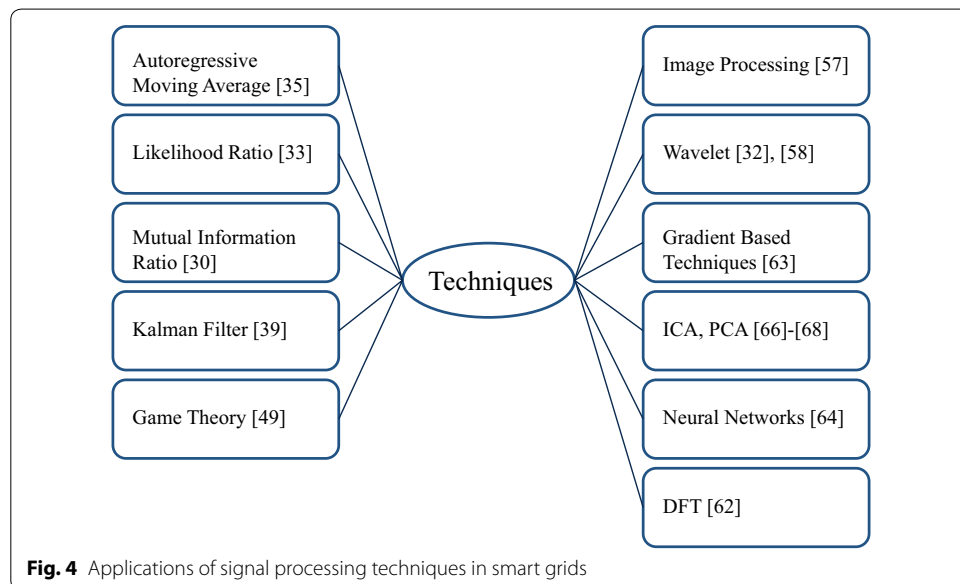 Autoregressive
Moving Average [35]
Likelihood Ratio [33]
Mutual Information
Ratio [30]
Kalman Filter [39]
Game Theory [49]
Techniques
Image Processing [57]
Wavelet [32], [58]
Gradient Based
Techniques [63]
ICA, PCA [66]-[68]
Neural Networks [64]
DFT [62]
Fig. 4 Applications of signal processing techniques in smart grids